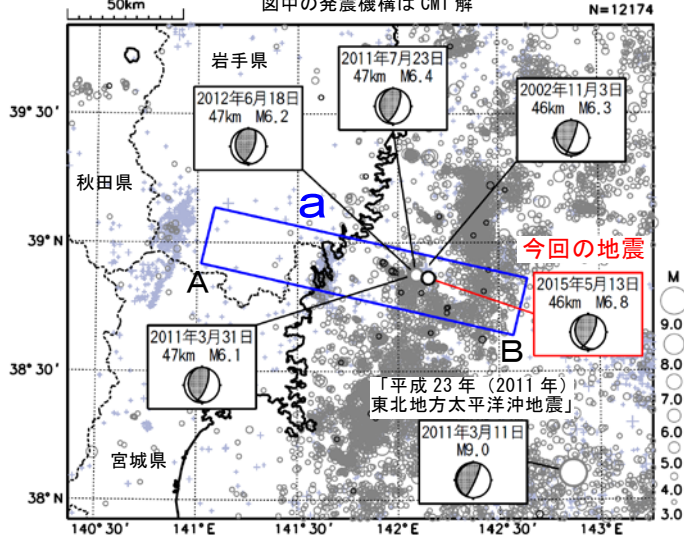 50km
図中の発震機構は CMT 解
N=12174
岩手県
2011年7月23日
47km M6.4
2012年6月18日
47km M6.2
2002年11月3日
46km M6.3
39°30′
秋田県
a
39°N
今回の地震
A
2015年5月13日
46km M6.8
M
9.0
8.0
7.0
6.0
5.0
4.0
3.0
B
2011年3月31日
47km M6.1
38°30′
「平成 23 年（2011 年）
東北地方太平洋沖地震」
2011年3月11日
M9.0
宮城県
38°N
140°30′
141°E
141°30′
142°E
142°30′
143°E